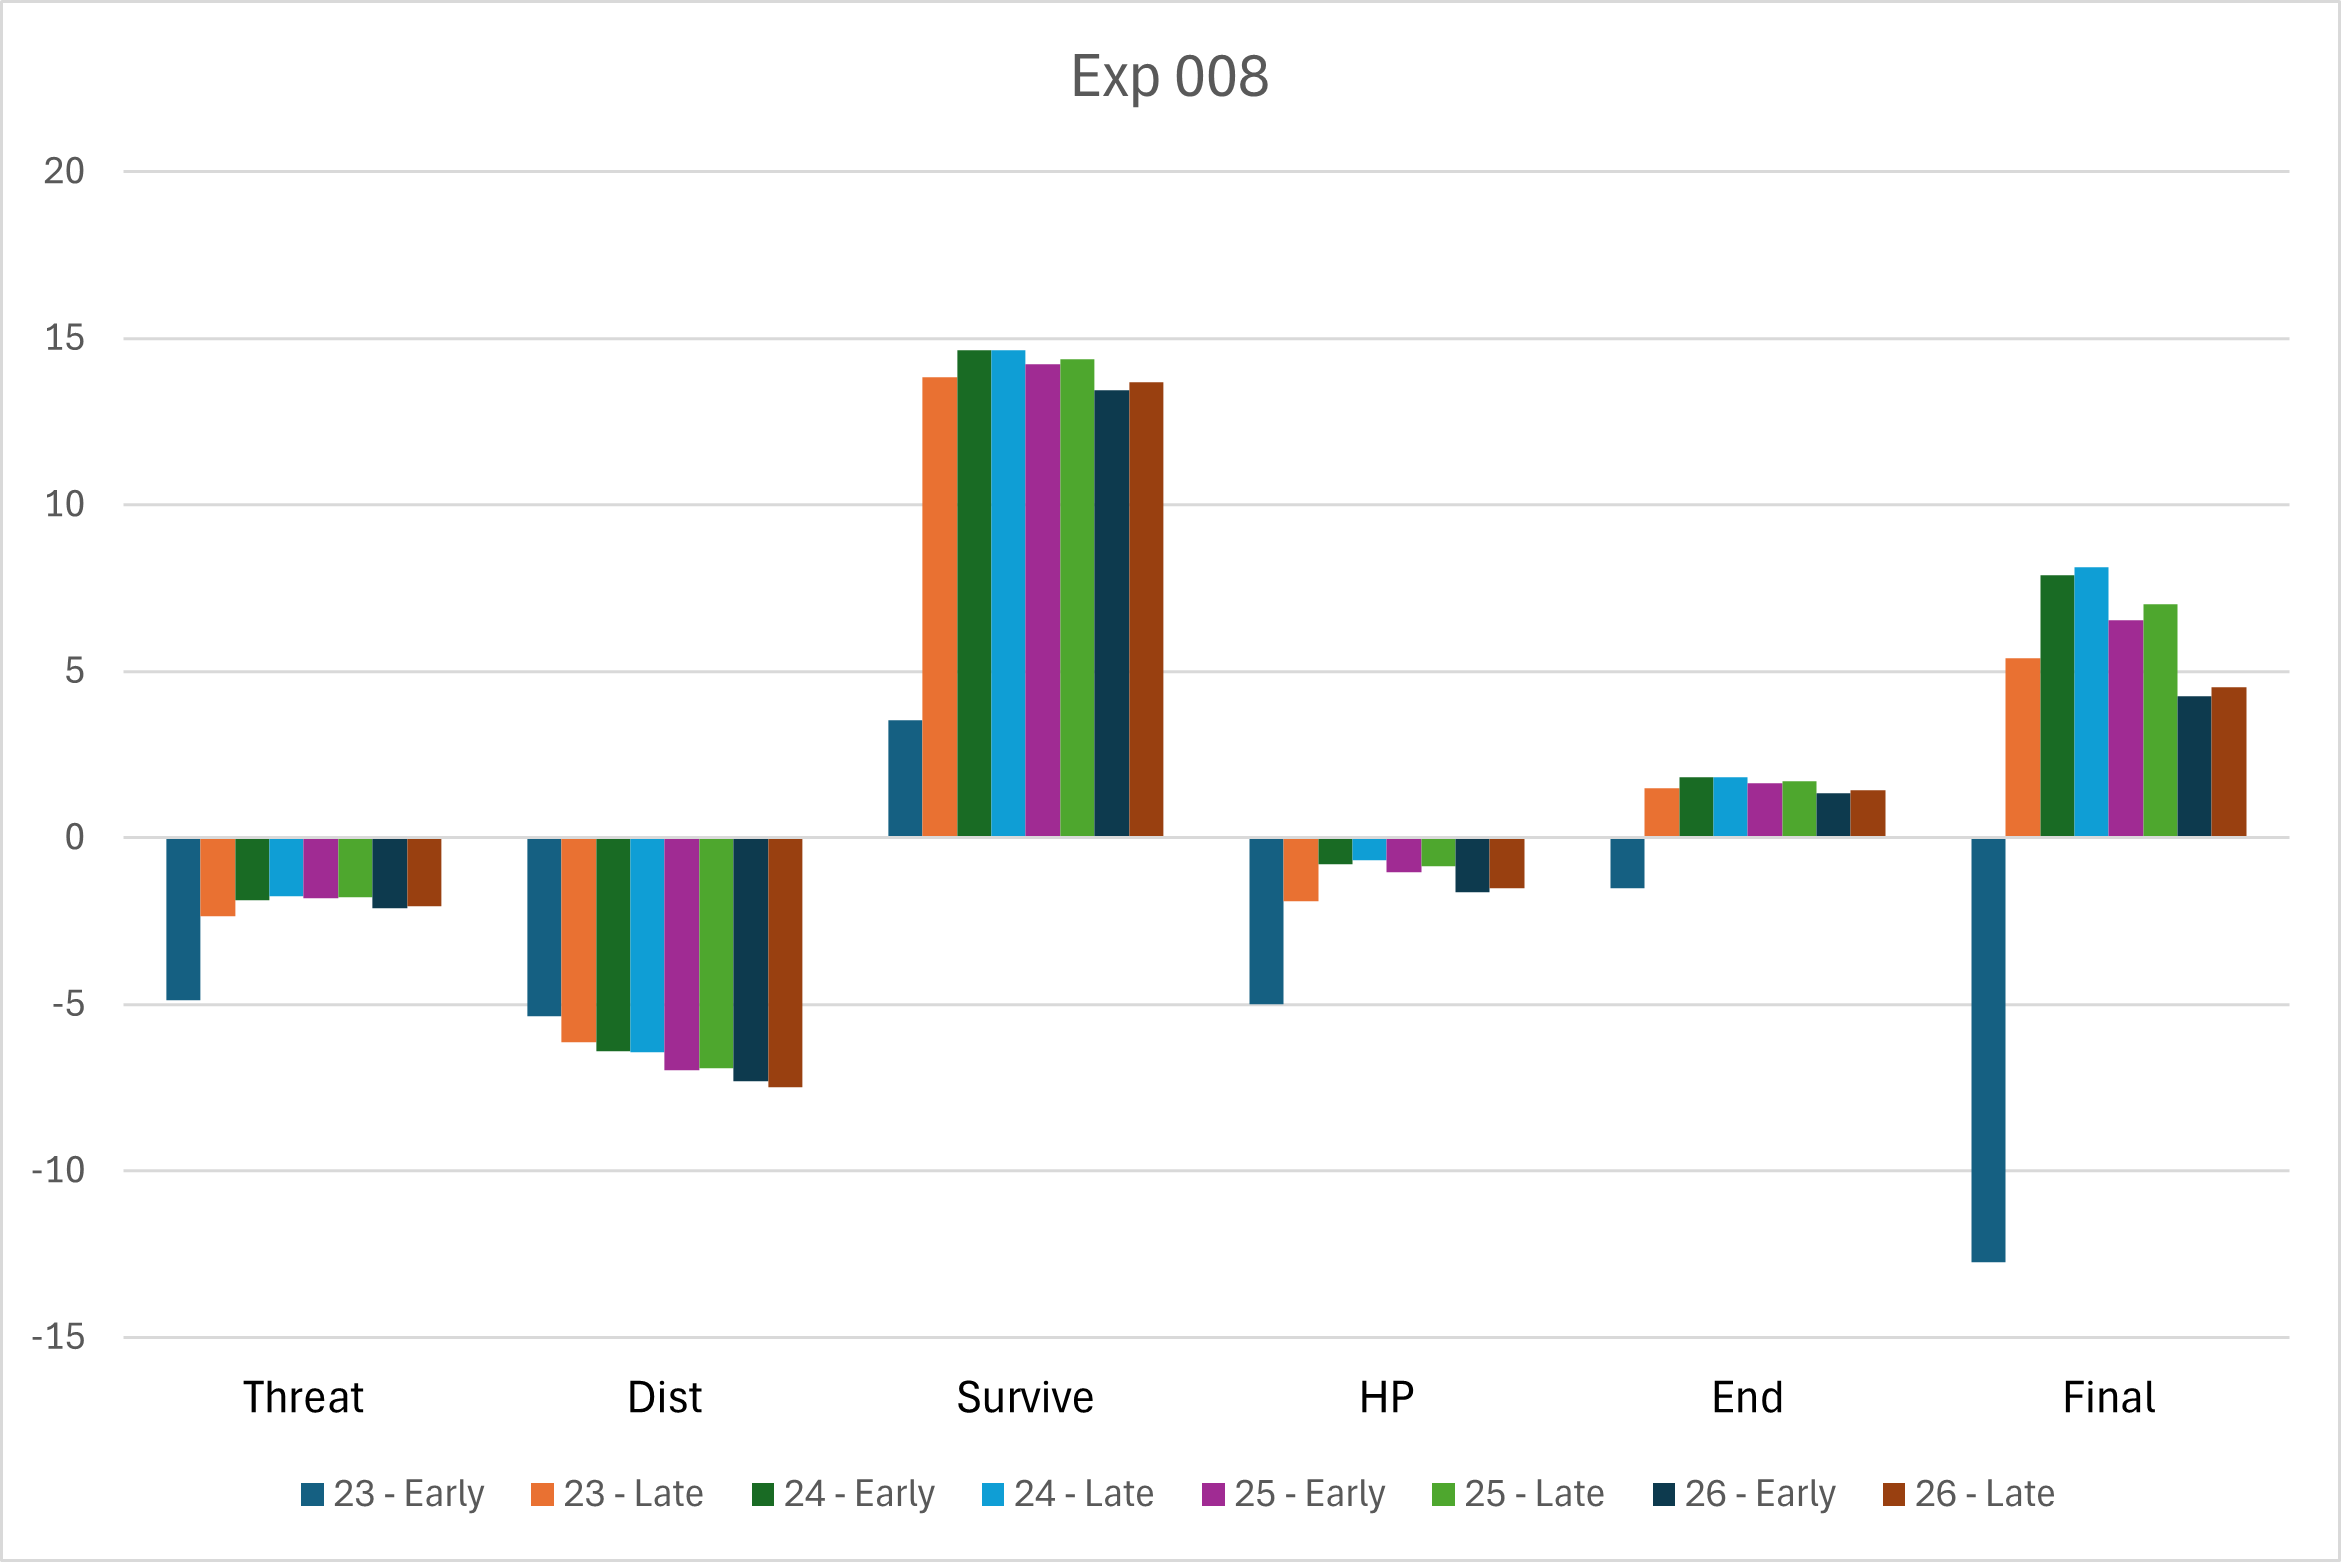 Exp 008
20
15
10
5
0
-5
-10
-15
Threat Dist Survive HP End Final
23 - Early 23 - Late 24 - Early 24 - Late 25 - Early 25 - Late 26 - Early 26 - Late